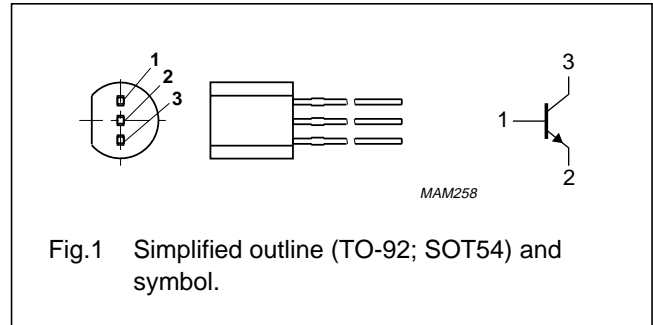 1
2
3
3
1
2
MAM258
Fig.1 Simplified outline (TO-92; SOT54) and
symbol.